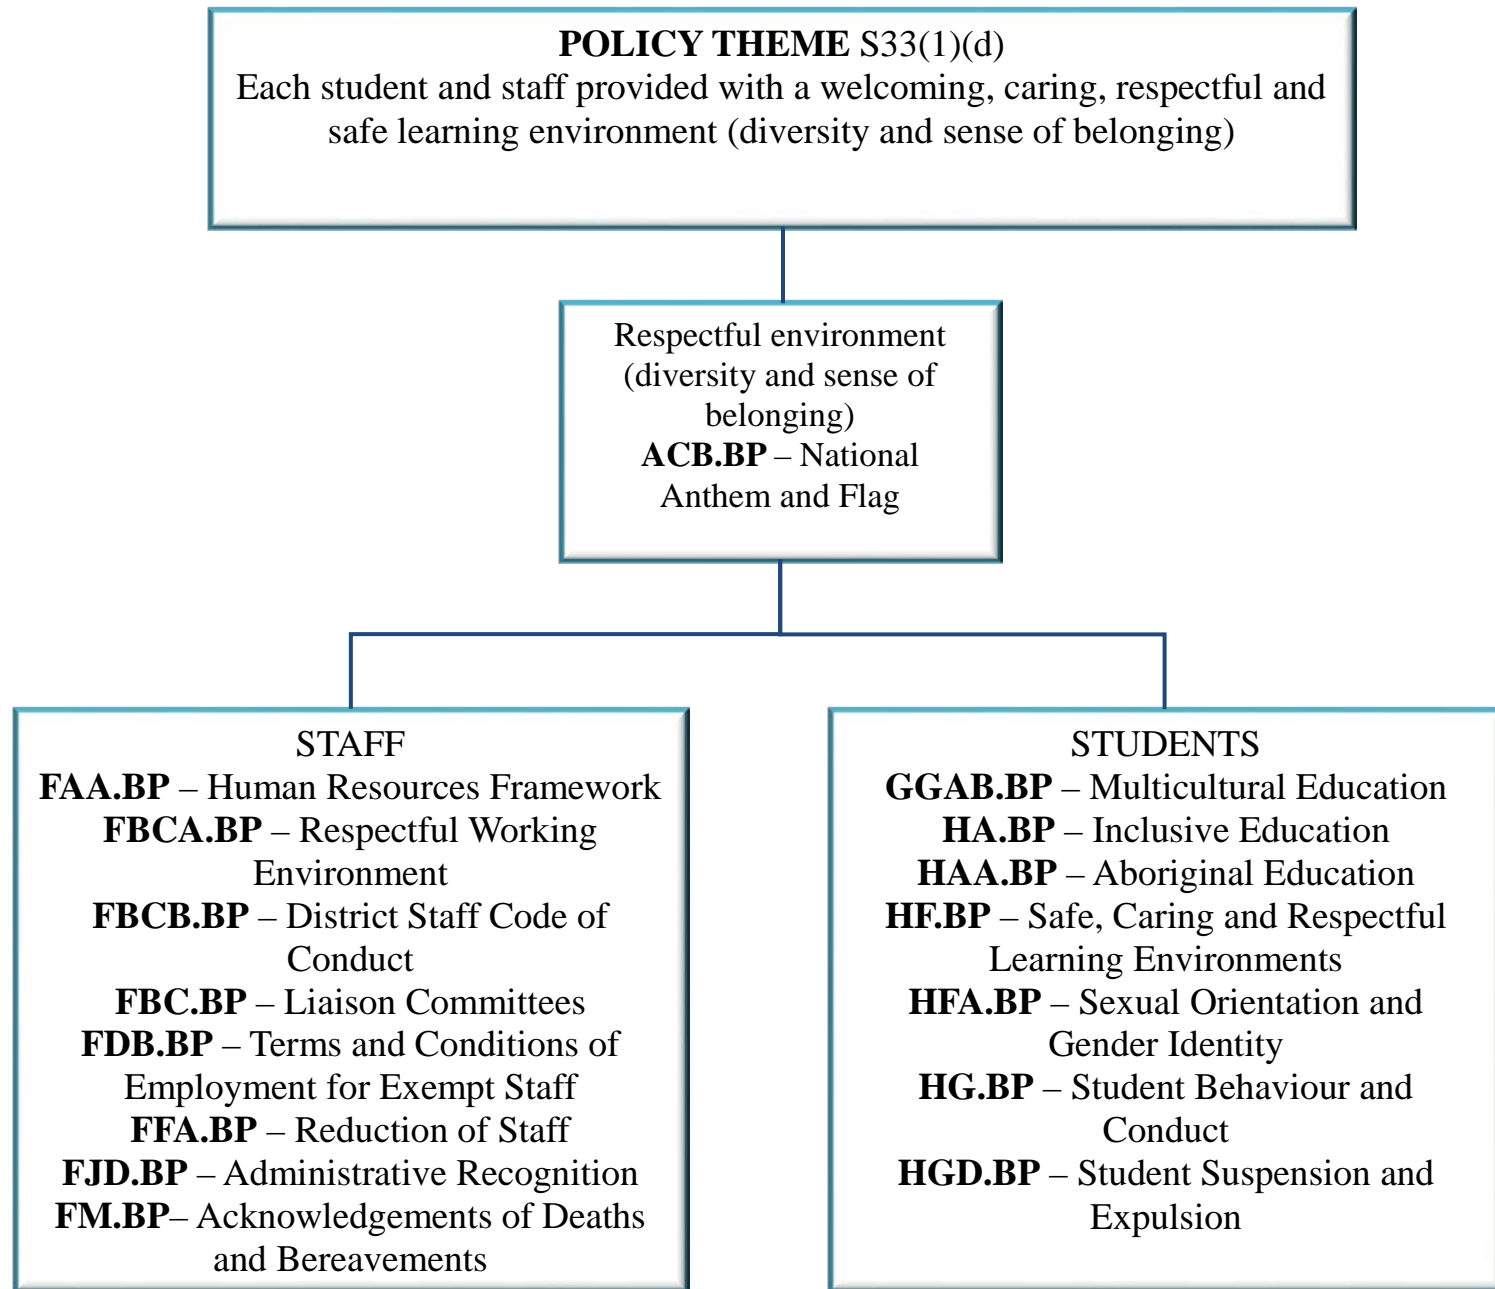 POLICY THEME S33(1)(d)
Each student and staff provided with a welcoming, caring, respectful and
safe learning environment (diversity and sense of belonging)
Respectful environment
(diversity and sense of
belonging)
ACB.BP – National
Anthem and Flag
STAFF
FAA.BP – Human Resources Framework
FBCA.BP – Respectful Working
Environment
FBCB.BP – District Staff Code of
Conduct
FBC.BP – Liaison Committees
FDB.BP – Terms and Conditions of
Employment for Exempt Staff
FFA.BP – Reduction of Staff
FJD.BP – Administrative Recognition
FM.BP– Acknowledgements of Deaths
and Bereavements
STUDENTS
GGAB.BP – Multicultural Education
HA.BP – Inclusive Education
HAA.BP – Aboriginal Education
HF.BP – Safe, Caring and Respectful
Learning Environments
HFA.BP – Sexual Orientation and
Gender Identity
HG.BP – Student Behaviour and
Conduct
HGD.BP – Student Suspension and
Expulsion